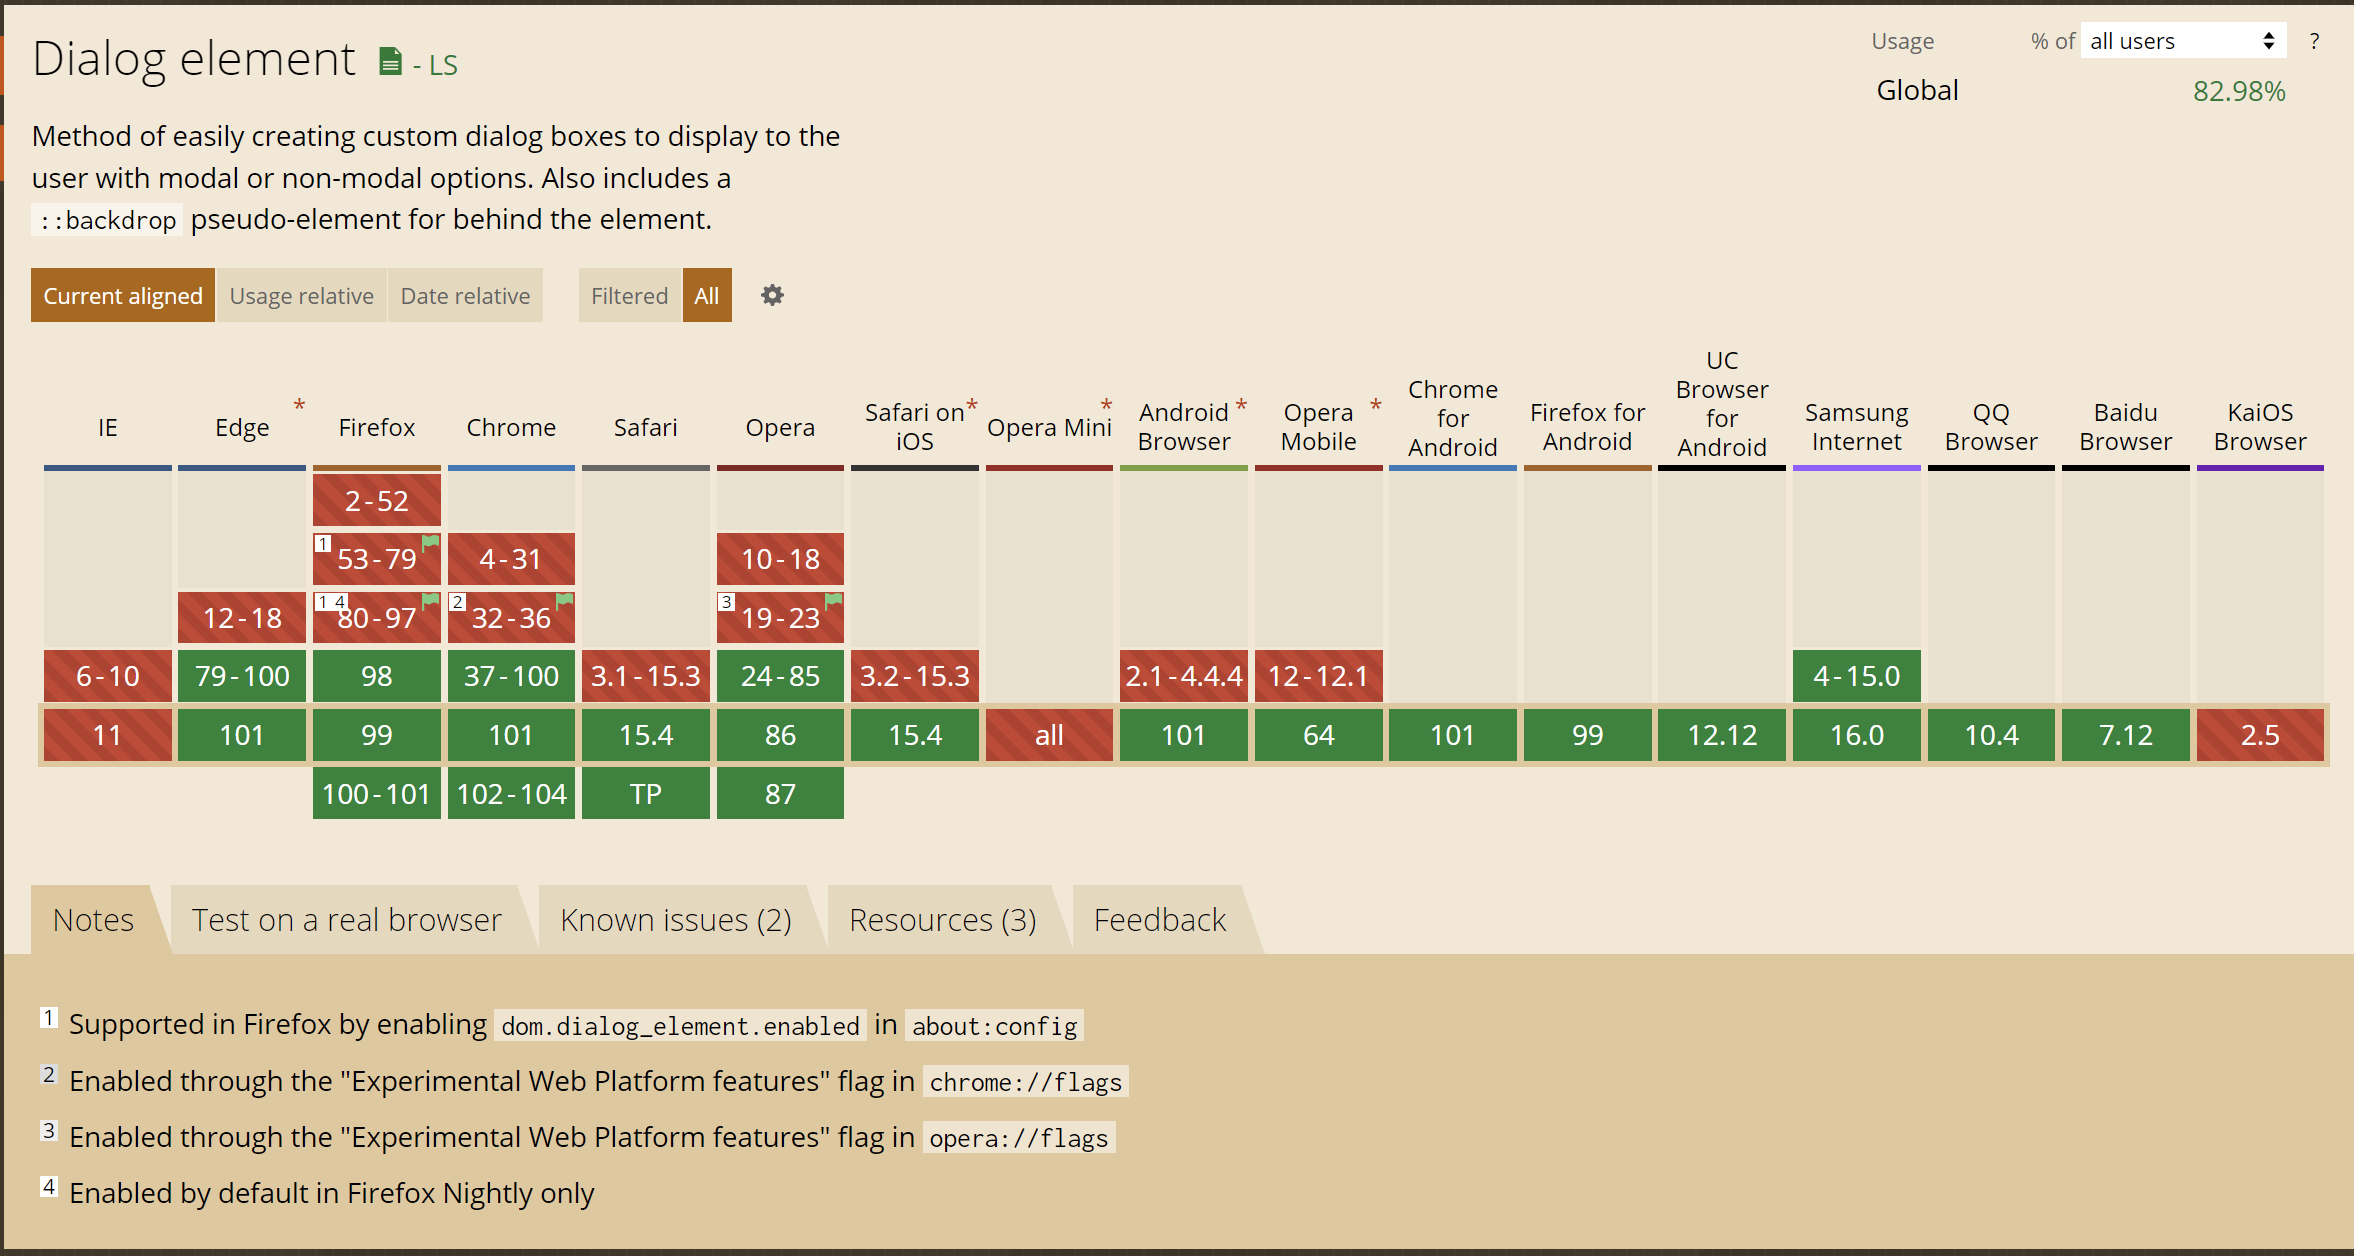 Dialog element - LS
Usage % of all users ?
Global 82.98%
Method of easily creating custom dialog boxes to display to the
user with modal or non-modal options. Also includes a
::backdrop pseudo-element for behind the element.
Current aligned Usage relative Date relative Filtered All
IE Edge * Firefox Chrome Safari Opera Safari on iOS * Opera Mini * Android Browser * Opera Mobile * Chrome for Android Firefox for Android UC Browser for Android Samsung Internet QQ Browser Baidu Browser KaiOS Browser
2-52
1 53-79 4-31 10-18
12-18 1 4 80-97 2 32-36 3 19-23
6-10 79-100 98 37-100 3.1-15.3 24-85 3.2-15.3 2.1-4.4.4 12-12.1 4-15.0
11 101 99 101 15.4 86 15.4 all 101 64 101 99 12.12 16.0 10.4 7.12 2.5
100-101 102-104 TP 87
Notes Test on a real browser Known issues (2) Resources (3) Feedback
1 Supported in Firefox by enabling dom.dialog_element.enabled in about:config
2 Enabled through the "Experimental Web Platform features" flag in chrome://flags
3 Enabled through the "Experimental Web Platform features" flag in opera://flags
4 Enabled by default in Firefox Nightly only